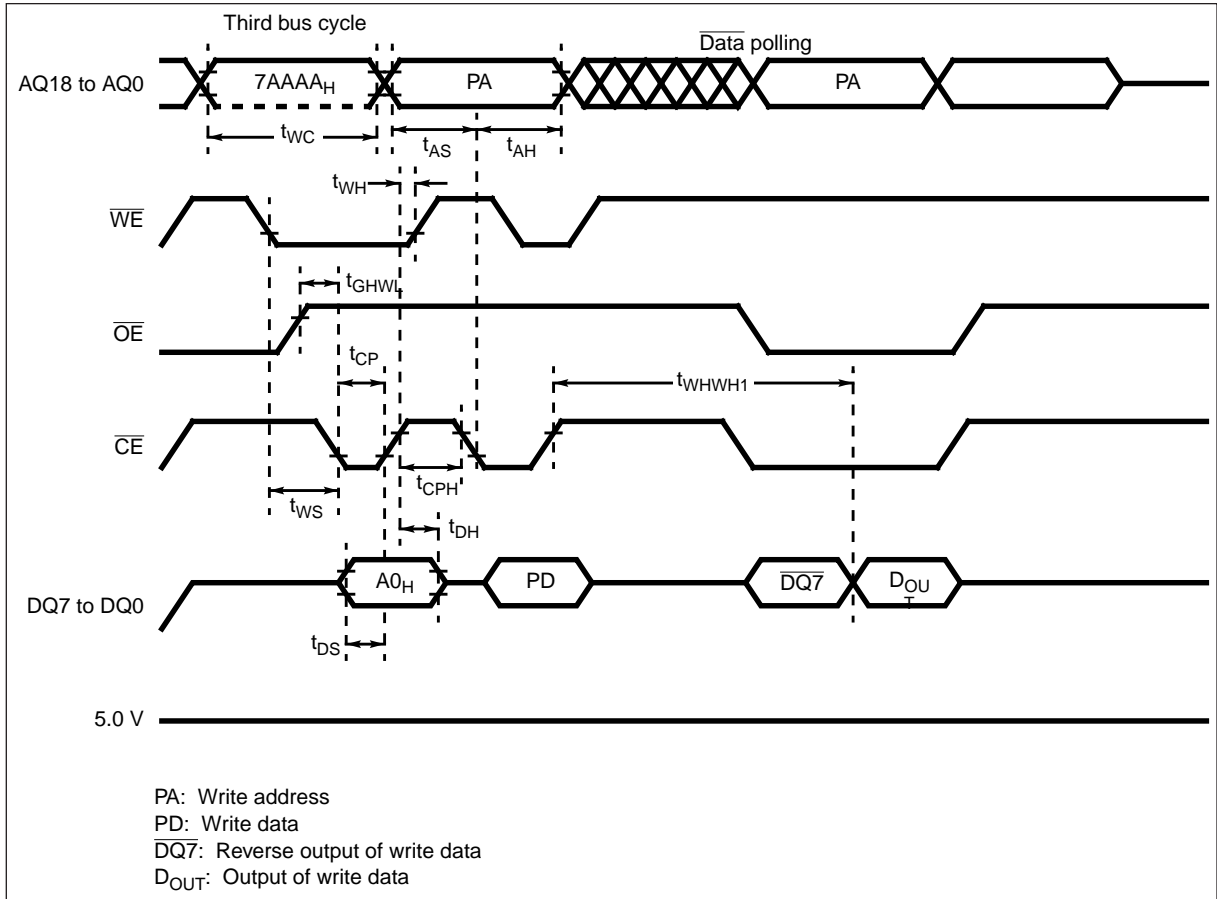 Third bus cycle
Data polling
AQ18 to AQ0
7AAAAH
PA
PA
tWC
tAS
tAH
tWH
WE
tGHWL
OE
tCP
tWHWH1
CE
tCPH
tWS
tDH
A0H
PD
DQ7
DOU
T
DQ7 to DQ0
tDS
5.0 V
PA: Write address
PD: Write data
DQ7: Reverse output of write data
DOUT: Output of write data